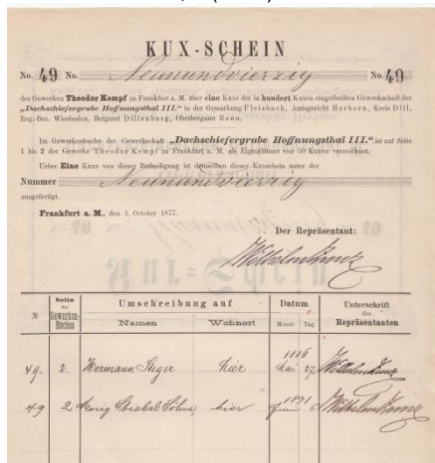 KUX-SCHEIN
No. 49 No. Neunundvierzig No. 49
des Gewerken Theodor Kempf zu Frankfurt a. M. über eine Kuxe der in hundert Kuxen eingetheilten Gewerkschaft der
„Dachschiefergrube Hoffnungsthal III." in der Gemarkung Fleisbach, Amtsgericht Herborn, Kreis Dill,
Reg.-Bez. Wiesbaden, Bergamt Dillenburg, Oberbergamt Bonn.
Im Gewerkenbuche der Gewerkschaft „Dachschiefergrube Hoffnungsthal III." ist auf Seite
1 bis 2 der Gewerke Theodor Kempf zu Frankfurt a. M. als Eigenthümer von 50 Kuxen verzeichnet.
Ueber Eine Kuxe von dieser Betheiligung ist demselben dieser Kuxschein unter der
Nummer Neunundvierzig
ausgefertigt.
Frankfurt a. M., den 1. October 1877.
Der Repräsentant:
№ Seite des Gewerken-Buches Umschreibung auf Datum Unterschrift des Repräsentanten
Namen Wohnort Monat Tag
1886
49. 2. Hermann hier Mai 27.
1891
49 2. Söhne, hier Juni